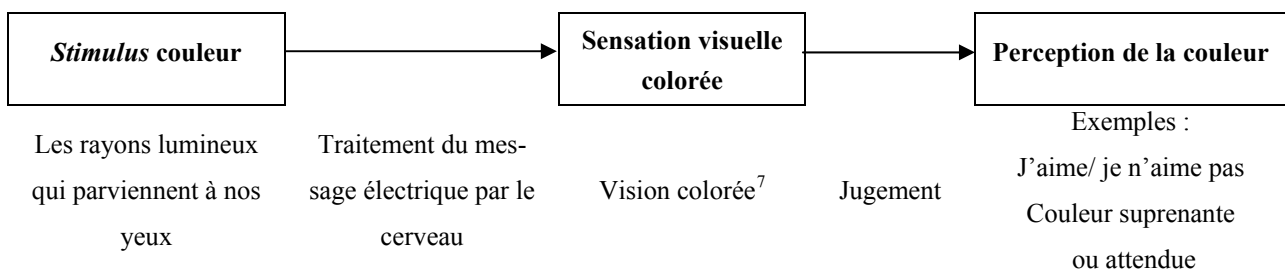 Stimulus couleur
Sensation visuelle
colorée
Perception de la couleur
Les rayons lumineux
qui parviennent à nos
yeux
Traitement du mes-
sage électrique par le
cerveau
Vision colorée7
Jugement
Exemples :
J’aime/ je n’aime pas
Couleur suprenante
ou attendue